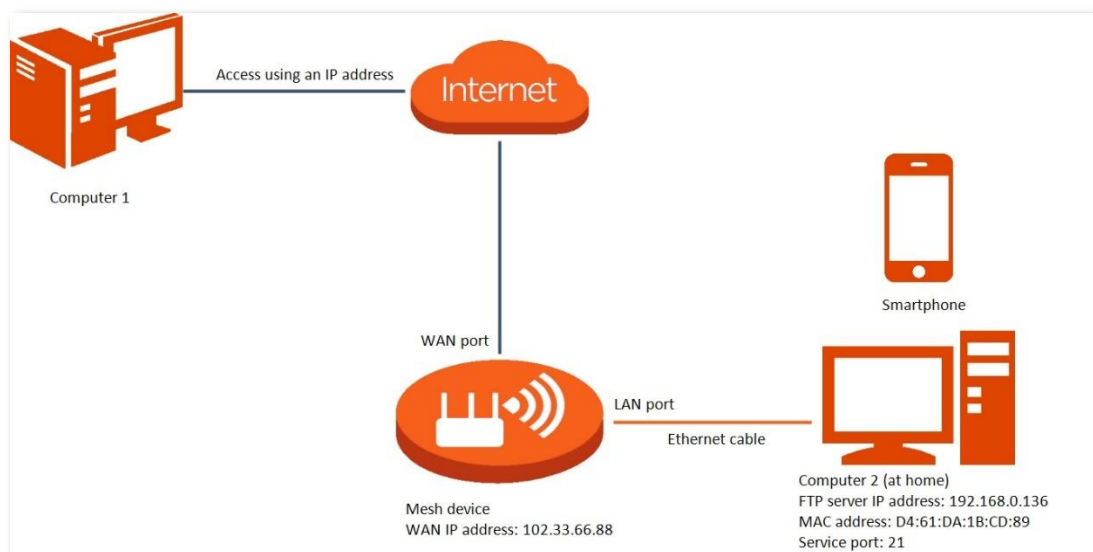 Access using an IP address
Internet
Computer 1
Smartphone
WAN port
LAN port
Ethernet cable
Mesh device
WAN IP address: 102.33.66.88
Computer 2 (at home)
FTP server IP address: 192.168.0.136
MAC address: D4:61:DA:1B:CD:89
Service port: 21